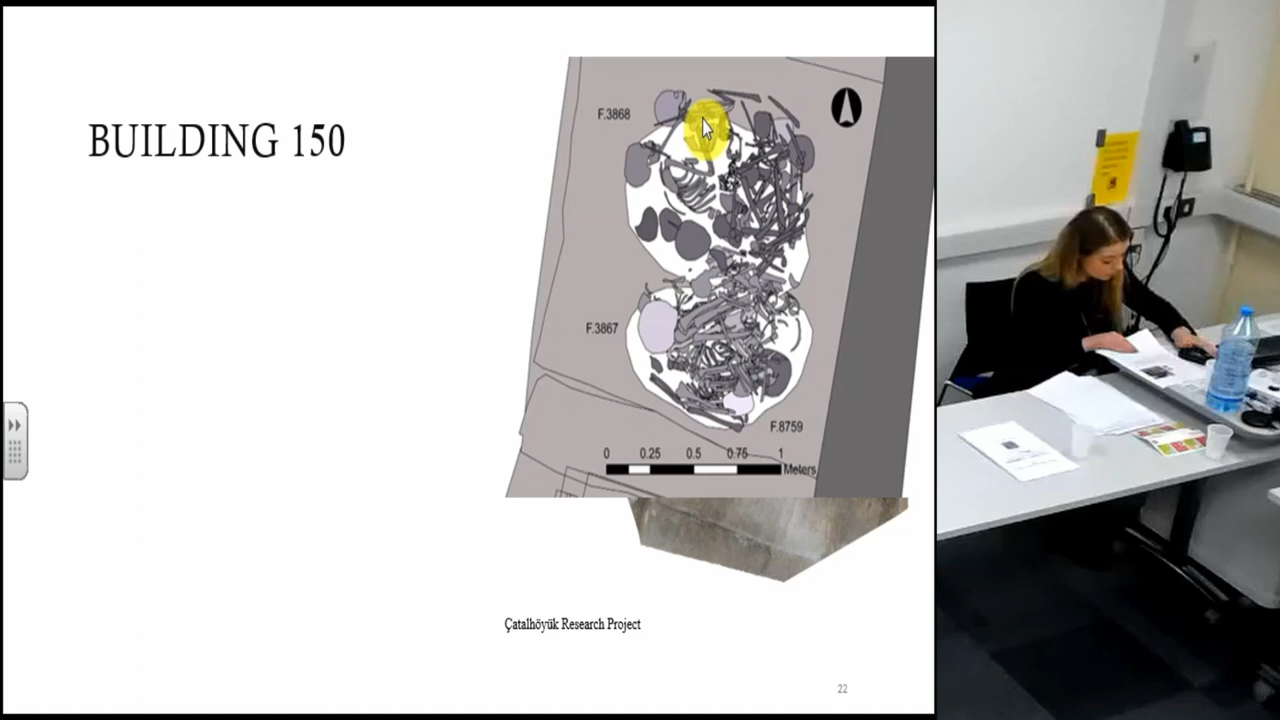 BUILDING 150
F.3868
F.3867
F.8759
0 0.25 0.5 0.75 1
Meters
Çatalhöyük Research Project
22